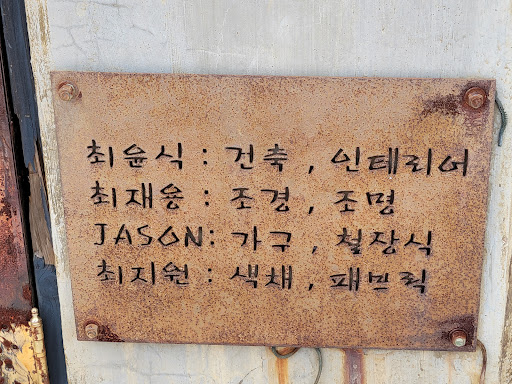 최윤식 : 건축, 인테리어
최재용 : 조경, 조명
JASON: 가구, 철장식
최지원 : 색채, 패브릭